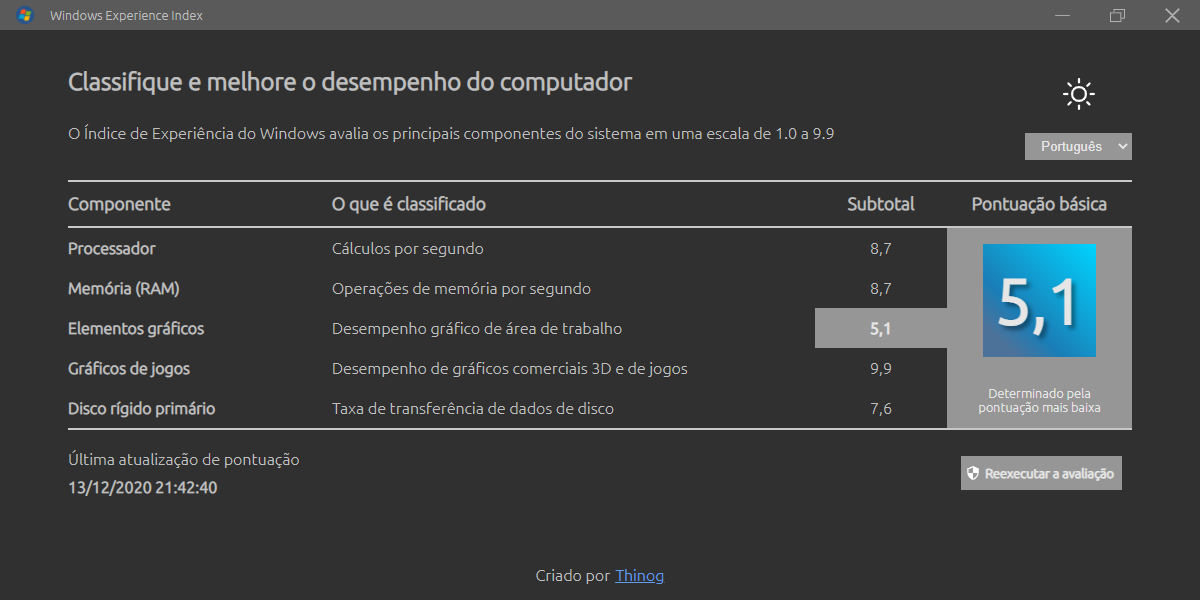 Windows Experience Index
Classifique e melhore o desempenho do computador
O Índice de Experiência do Windows avalia os principais componentes do sistema em uma escala de 1.0 a 9.9
Português
Componente O que é classificado Subtotal Pontuação básica
Processador Cálculos por segundo 8,7
Memória (RAM) Operações de memória por segundo 8,7
Elementos gráficos Desempenho gráfico de área de trabalho 5,1
Gráficos de jogos Desempenho de gráficos comerciais 3D e de jogos 9,9
Disco rígido primário Taxa de transferência de dados de disco 7,6
5,1
Determinado pela
pontuação mais baixa
Última atualização de pontuação
13/12/2020 21:42:40
Reexecutar a avaliação
Criado por Thinog